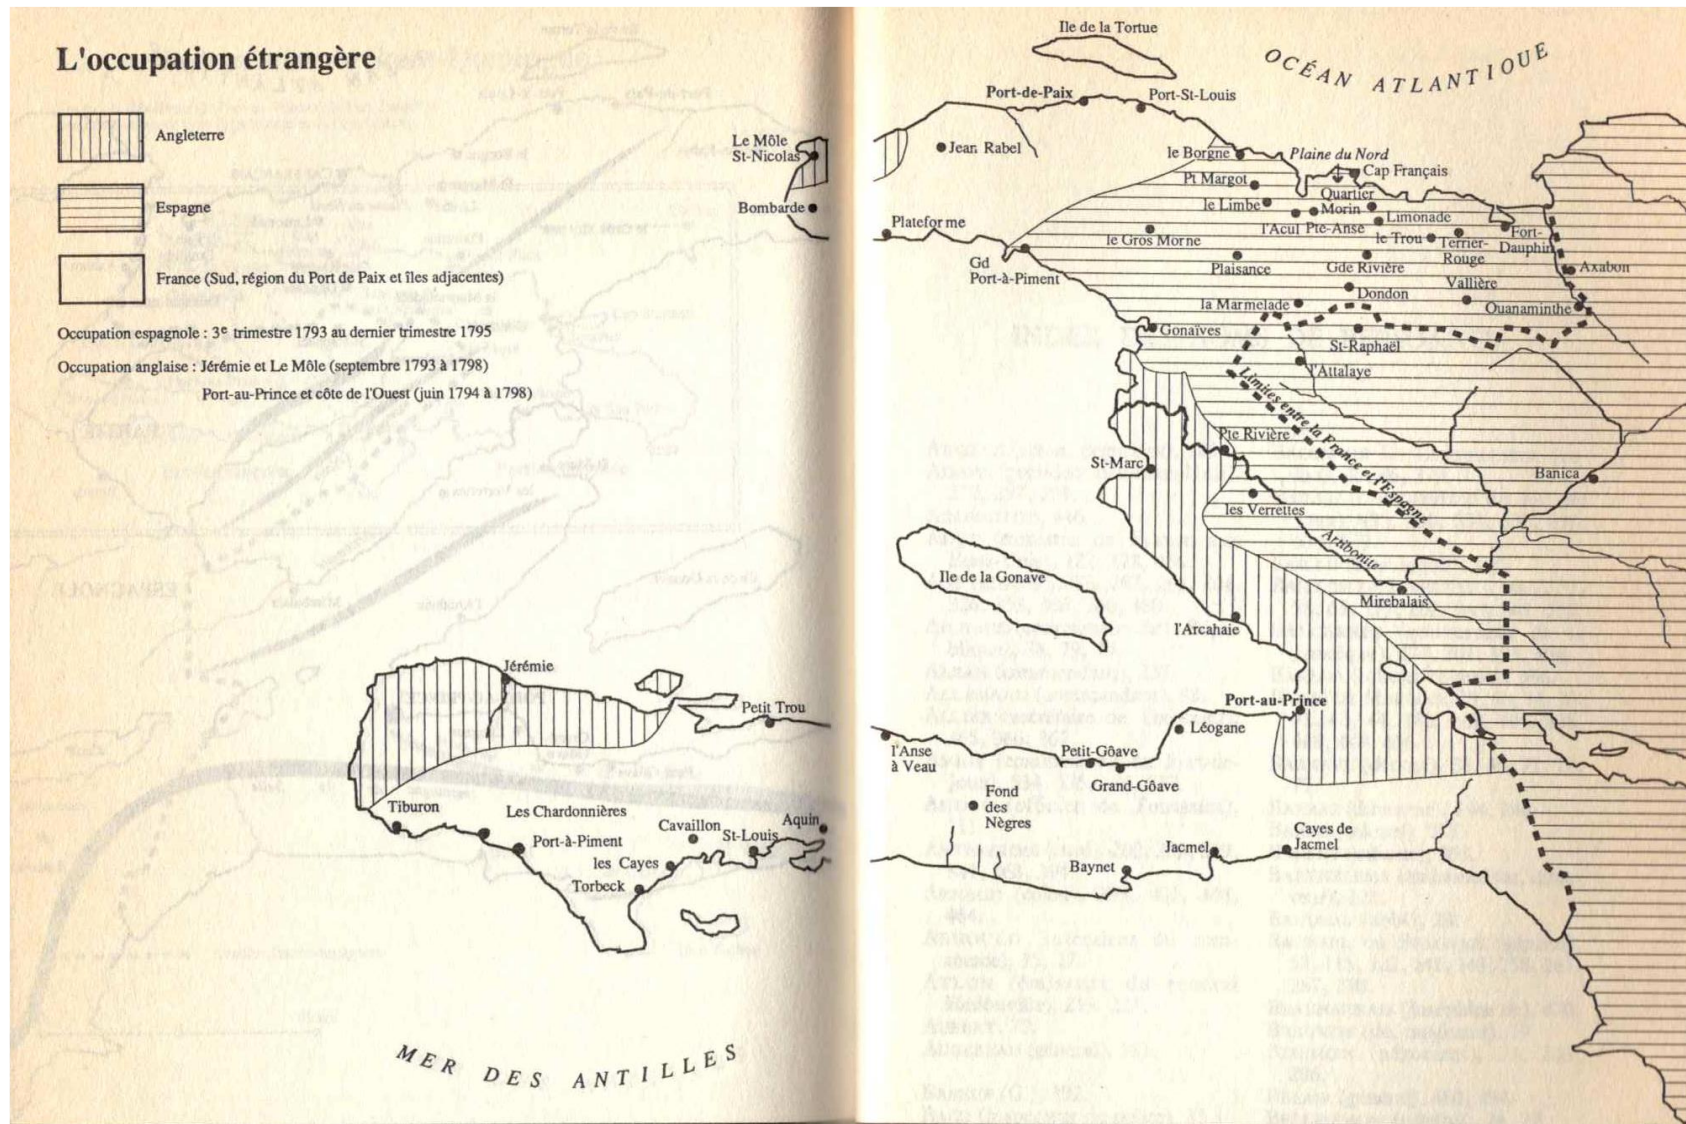 L'occupation étrangère
Angleterre
Espagne
France (Sud, région du Port de Paix et îles adjacentes)
Occupation espagnole : 3e trimestre 1793 au dernier trimestre 1795
Occupation anglaise : Jérémie et Le Môle (septembre 1793 à 1798)
Port-au-Prince et côte de l'Ouest (juin 1794 à 1798)
Le Môle
St-Nicolas
Bombarde
Jérémie
Petit Trou
Tiburon
Les Chardonnières
Port-à-Piment
Cavaillon
St-Louis
Aquin
les Cayes
Torbeck
MER DES ANTILLES
Ile de la Tortue
OCÉAN ATLANTIQUE
Port-de-Paix
Port-St-Louis
Jean Rabel
le Borgne
Plaine du Nord
Cap Français
Pt Margot
Quartier
Morin
le Limbe
Limonade
l'Acul
Pte-Anse
le Trou
Terrier-
Rouge
Fort-
Dauphin
Plateforme
le Gros Morne
Gd
Port-à-Piment
Plaisance
Gde Rivière
Axabon
Vallière
Dondon
la Marmelade
Ouanaminthe
Gonaïves
St-Raphaël
l'Attalaye
Limies entre la France et l'Espagne
Pte Rivière
St-Marc
Banica
les Verrettes
Artibonite
Ile de la Gonave
Mirebalais
l'Arcahaie
Port-au-Prince
Léogane
l'Anse
à Veau
Petit-Gôave
Grand-Gôave
Fond
des
Nègres
Cayes de
Jacmel
Jacmel
Baynet